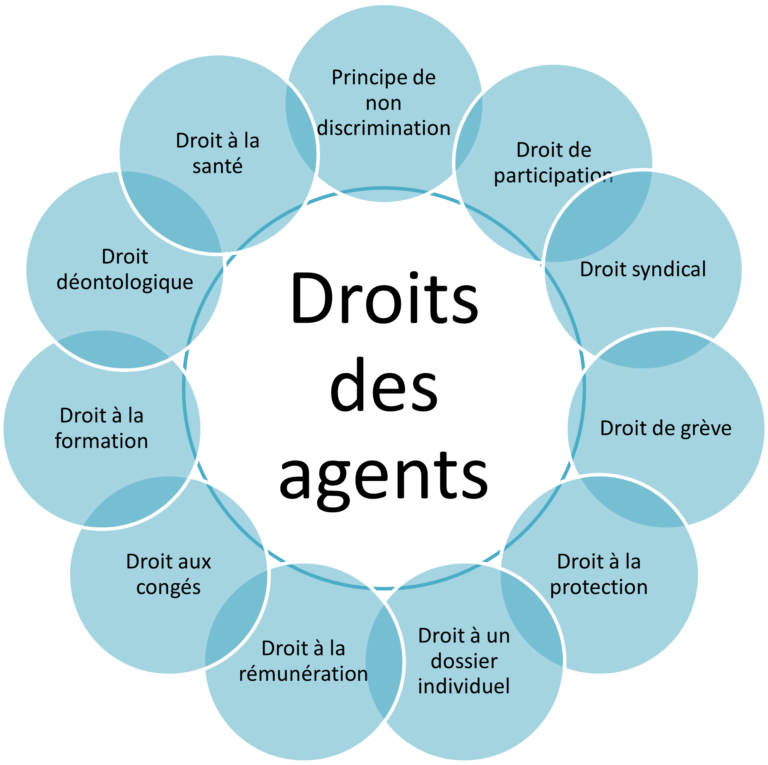 Droits
des
agents
Principe de
non
discrimination
Droit de
participation
Droit syndical
Droit de grève
Droit à la
protection
Droit à un
dossier
individuel
Droit à la
rémunération
Droit aux
congés
Droit à la
formation
Droit
déontologique
Droit à la
santé